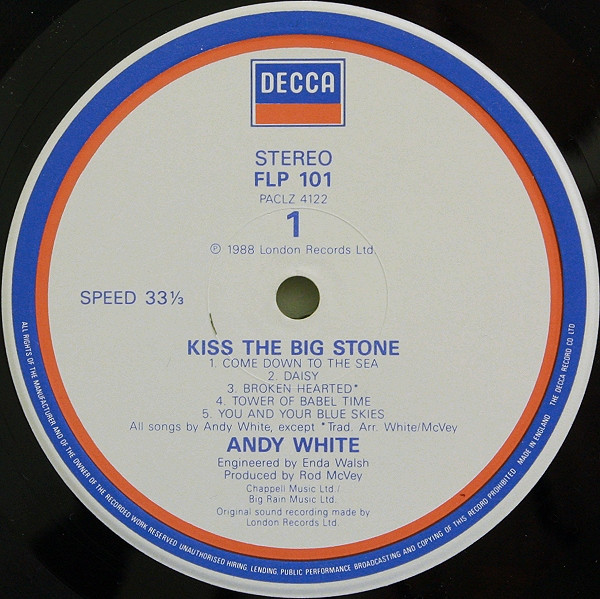 DECCA
STEREO
FLP 101
PACLZ 4122
1
℗ 1988 London Records Ltd.
SPEED 33⅓
KISS THE BIG STONE
1. COME DOWN TO THE SEA
2. DAISY
3. BROKEN HEARTED*
4. TOWER OF BABEL TIME
5. YOU AND YOUR BLUE SKIES
All songs by Andy White, except *Trad. Arr. White/McVey
ANDY WHITE
Engineered by Enda Walsh
Produced by Rod McVey
Chappell Music Ltd/
Big Rain Music Ltd.
Original sound recording made by
London Records Ltd.
ALL RIGHTS OF THE MANUFACTURER AND OF THE OWNER OF THE RECORDED WORK RESERVED UNAUTHORISED HIRING, LENDING, PUBLIC PERFORMANCE BROADCASTING AND COPYING OF THIS RECORD PROHIBITED MADE IN ENGLAND THE DECCA RECORD CO. LTD